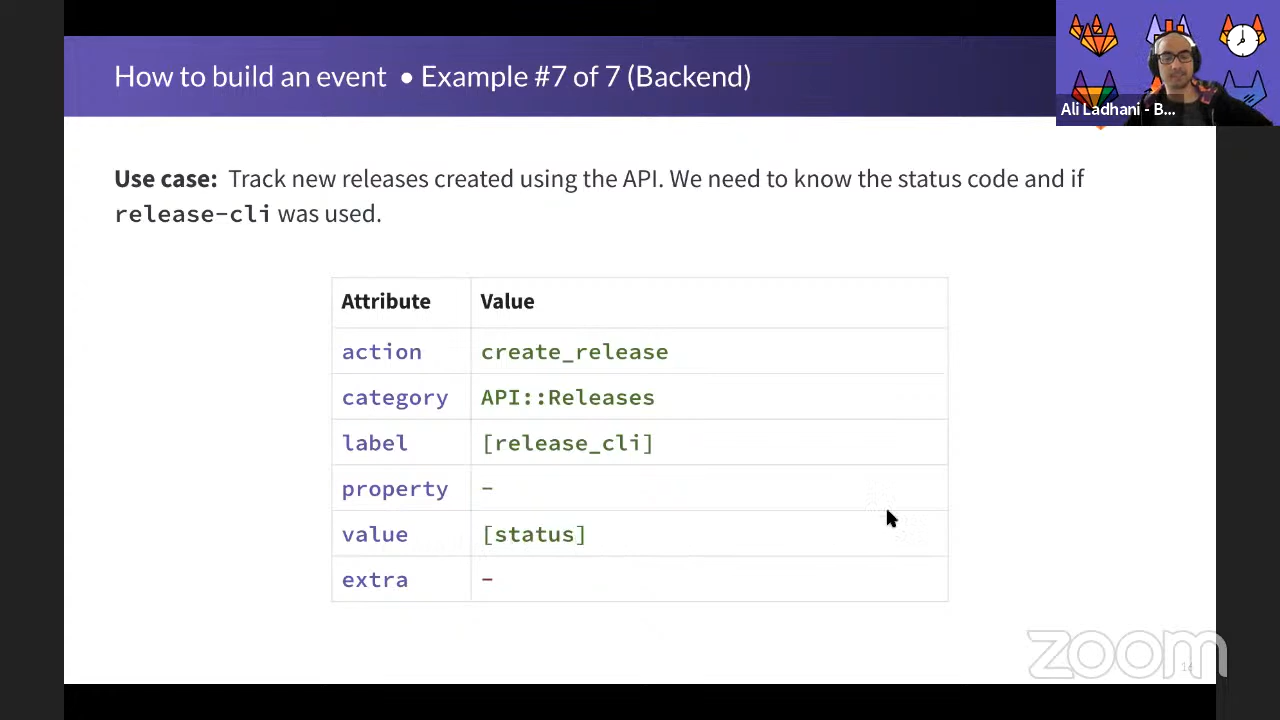 How to build an event • Example #7 of 7 (Backend)
Ali Ladhani - B...
Use case: Track new releases created using the API. We need to know the status code and if
release-cli was used.
Attribute Value
action create_release
category API::Releases
label [release_cli]
property -
value [status]
extra -
zoom